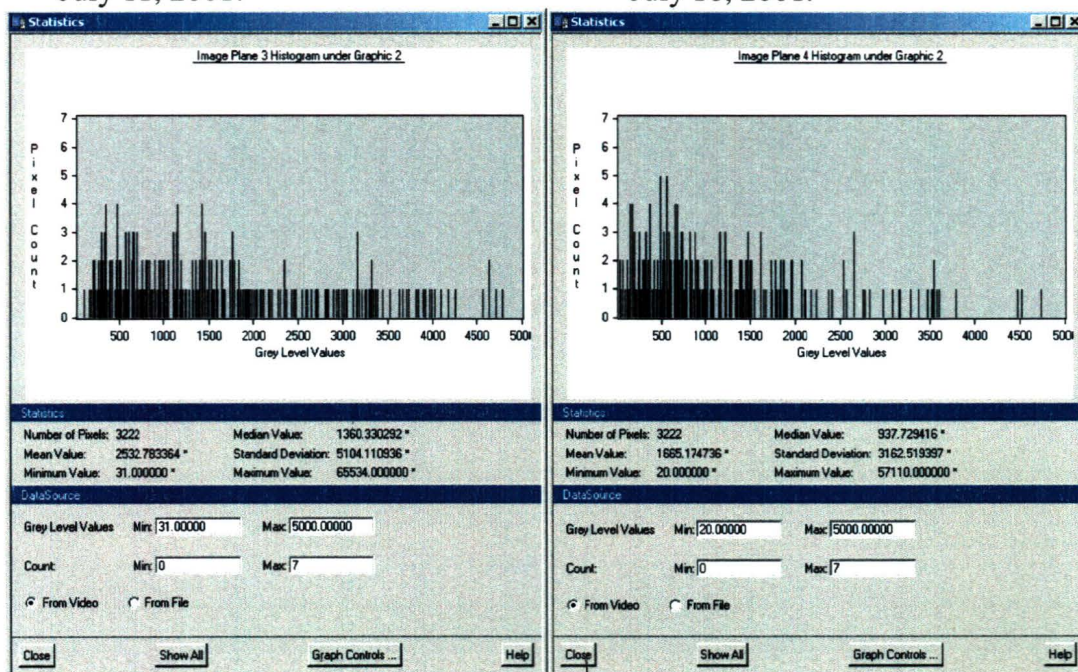 Statistics
Image Plane 3 Histogram under Graphic 2
Pixel Count
7
6
5
4
3
2
1
0
500 1000 1500 2000 2500 3000 3500 4000 4500
Grey Level Values
Statistics
Number of Pixels: 3222 Median Value: 1360.330292 *
Mean Value: 2532.783364 * Standard Deviation: 5104.110936 *
Minimum Value: 31.000000 * Maximum Value: 65534.000000 *
DataSource
Grey Level Values Min: 31.00000 Max: 5000.00000
Count: Min: 0 Max: 7
From Video From File
Close Show All Graph Controls ... Help
Statistics
Image Plane 4 Histogram under Graphic 2
Pixel Count
7
6
5
4
3
2
1
0
500 1000 1500 2000 2500 3000 3500 4000 4500
Grey Level Values
Statistics
Number of Pixels: 3222 Median Value: 937.729416 *
Mean Value: 1665.174736 * Standard Deviation: 3162.519397 *
Minimum Value: 20.000000 * Maximum Value: 57110.000000 *
DataSource
Grey Level Values Min: 20.00000 Max: 5000.00000
Count: Min: 0 Max: 7
From Video From File
Close Show All Graph Controls ... Help